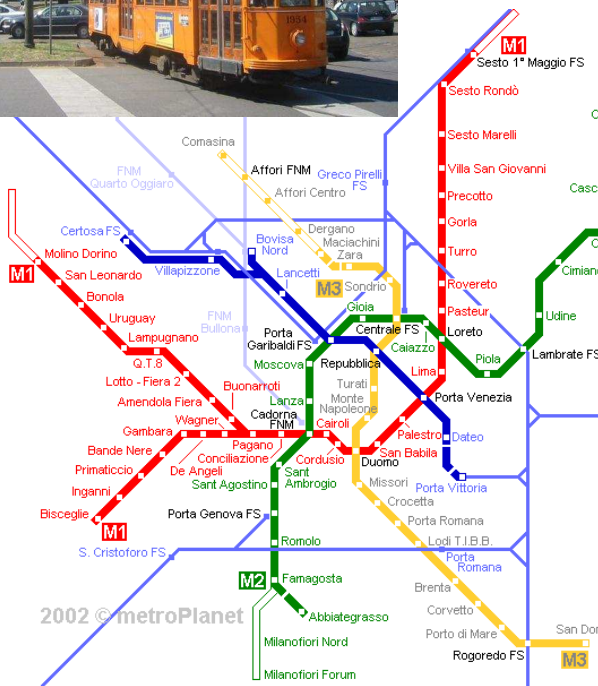 1934
M1
Sesto 1° Maggio FS
Sesto Rondò
Sesto Marelli
Villa San Giovanni
Precotto
Gorla
Turro
Rovereto
Pasteur
Loreto
Lima
Porta Venezia
Palestro
San Babila
Duomo
Cordusio
Cairoli
Cadorna
FNM
Conciliazione
Pagano
Buonarroti
Amendola Fiera
Lotto - Fiera 2
Q.T.8
Lampugnano
Uruguay
Bonola
San Leonardo
Molino Dorino
M1
Wagner
De Angeli
Gambara
Bande Nere
Primaticcio
Inganni
Bisceglie
M1
Comasina
Affori FNM
Affori Centro
Dergano
Maciachini
Zara
M3
Sondrio
Centrale FS
Repubblica
Turati
Monte
Napoleone
Missori
Crocetta
Porta Romana
Lodi T.I.B.B.
Porta
Romana
Brenta
Corvetto
Porto di Mare
Rogoredo FS
San Dor
M3
FNM
Quarto Oggiaro
Greco Pirelli
FS
Certosa FS
Villapizzone
Bovisa
Nord
Lancetti
FNM
Bullona
Porta
Garibaldi FS
Dateo
Porta Vittoria
C
Casc
Cimiano
Udine
Lambrate FS
Piola
Caiazzo
Gioia
Moscova
Lanza
Sant
Ambrogio
Sant Agostino
Porta Genova FS
Romolo
S. Cristoforo FS
M2
Famagosta
Abbiategrasso
Milanofiori Nord
Milanofiori Forum
2002 © metroPlanet